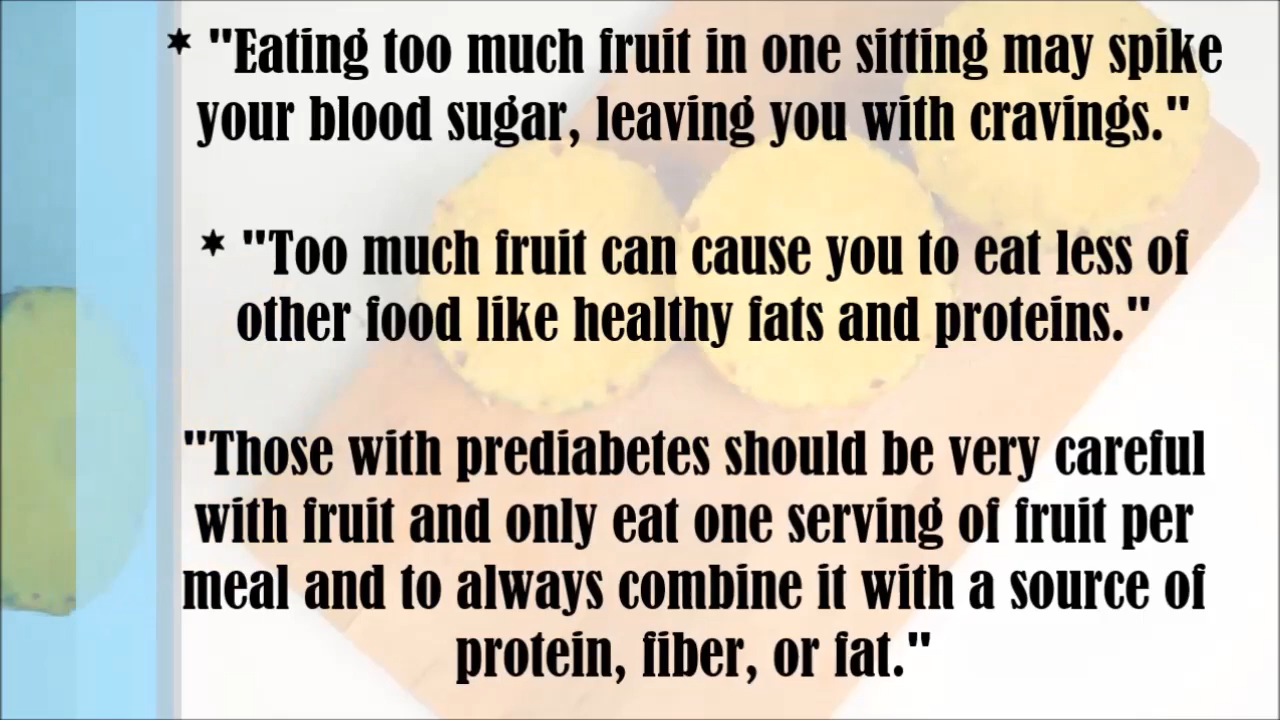 * "Eating too much fruit in one sitting may spike
your blood sugar, leaving you with cravings."
* "Too much fruit can cause you to eat less of
other food like healthy fats and proteins."
"Those with prediabetes should be very careful
with fruit and only eat one serving of fruit per
meal and to always combine it with a source of
protein, fiber, or fat."